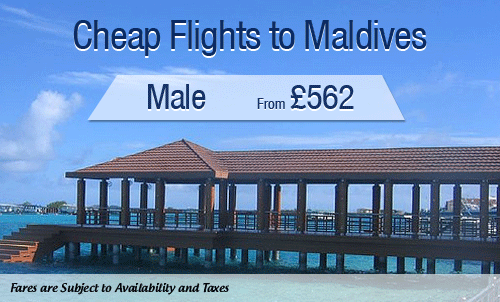 Cheap Flights to Maldives
Male From £562
Fares are Subject to Availability and Taxes